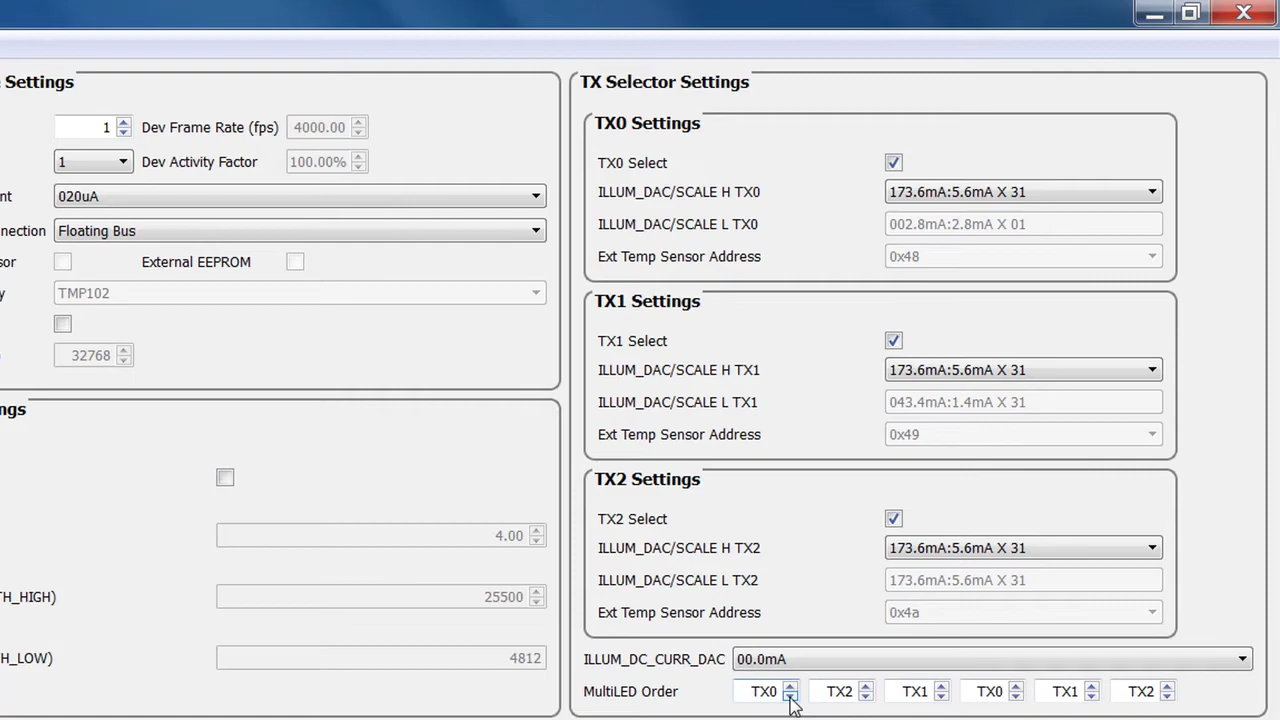 Settings
1 Dev Frame Rate (fps) 4000.00
1 Dev Activity Factor 100.00%
nt 020uA
nection Floating Bus
sor External EEPROM
y TMP102
32768
ngs
4.00
TH_HIGH) 25500
TH_LOW) 4812
TX Selector Settings
TX0 Settings
TX0 Select
ILLUM_DAC/SCALE H TX0 173.6mA:5.6mA X 31
ILLUM_DAC/SCALE L TX0 002.8mA:2.8mA X 01
Ext Temp Sensor Address 0x48
TX1 Settings
TX1 Select
ILLUM_DAC/SCALE H TX1 173.6mA:5.6mA X 31
ILLUM_DAC/SCALE L TX1 043.4mA:1.4mA X 31
Ext Temp Sensor Address 0x49
TX2 Settings
TX2 Select
ILLUM_DAC/SCALE H TX2 173.6mA:5.6mA X 31
ILLUM_DAC/SCALE L TX2 173.6mA:5.6mA X 31
Ext Temp Sensor Address 0x4a
ILLUM_DC_CURR_DAC 00.0mA
MultiLED Order TX0 TX2 TX1 TX0 TX1 TX2